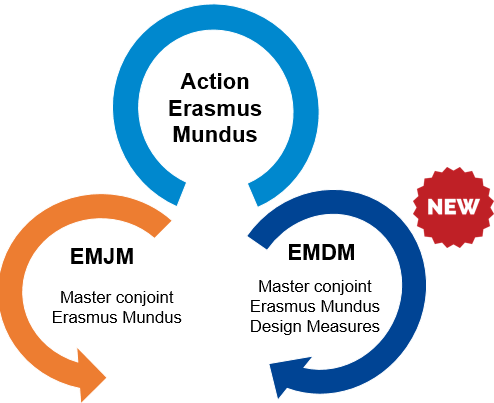 Action
Erasmus
Mundus
NEW
EMJM
Master conjoint
Erasmus Mundus
EMDM
Master conjoint
Erasmus Mundus
Design Measures